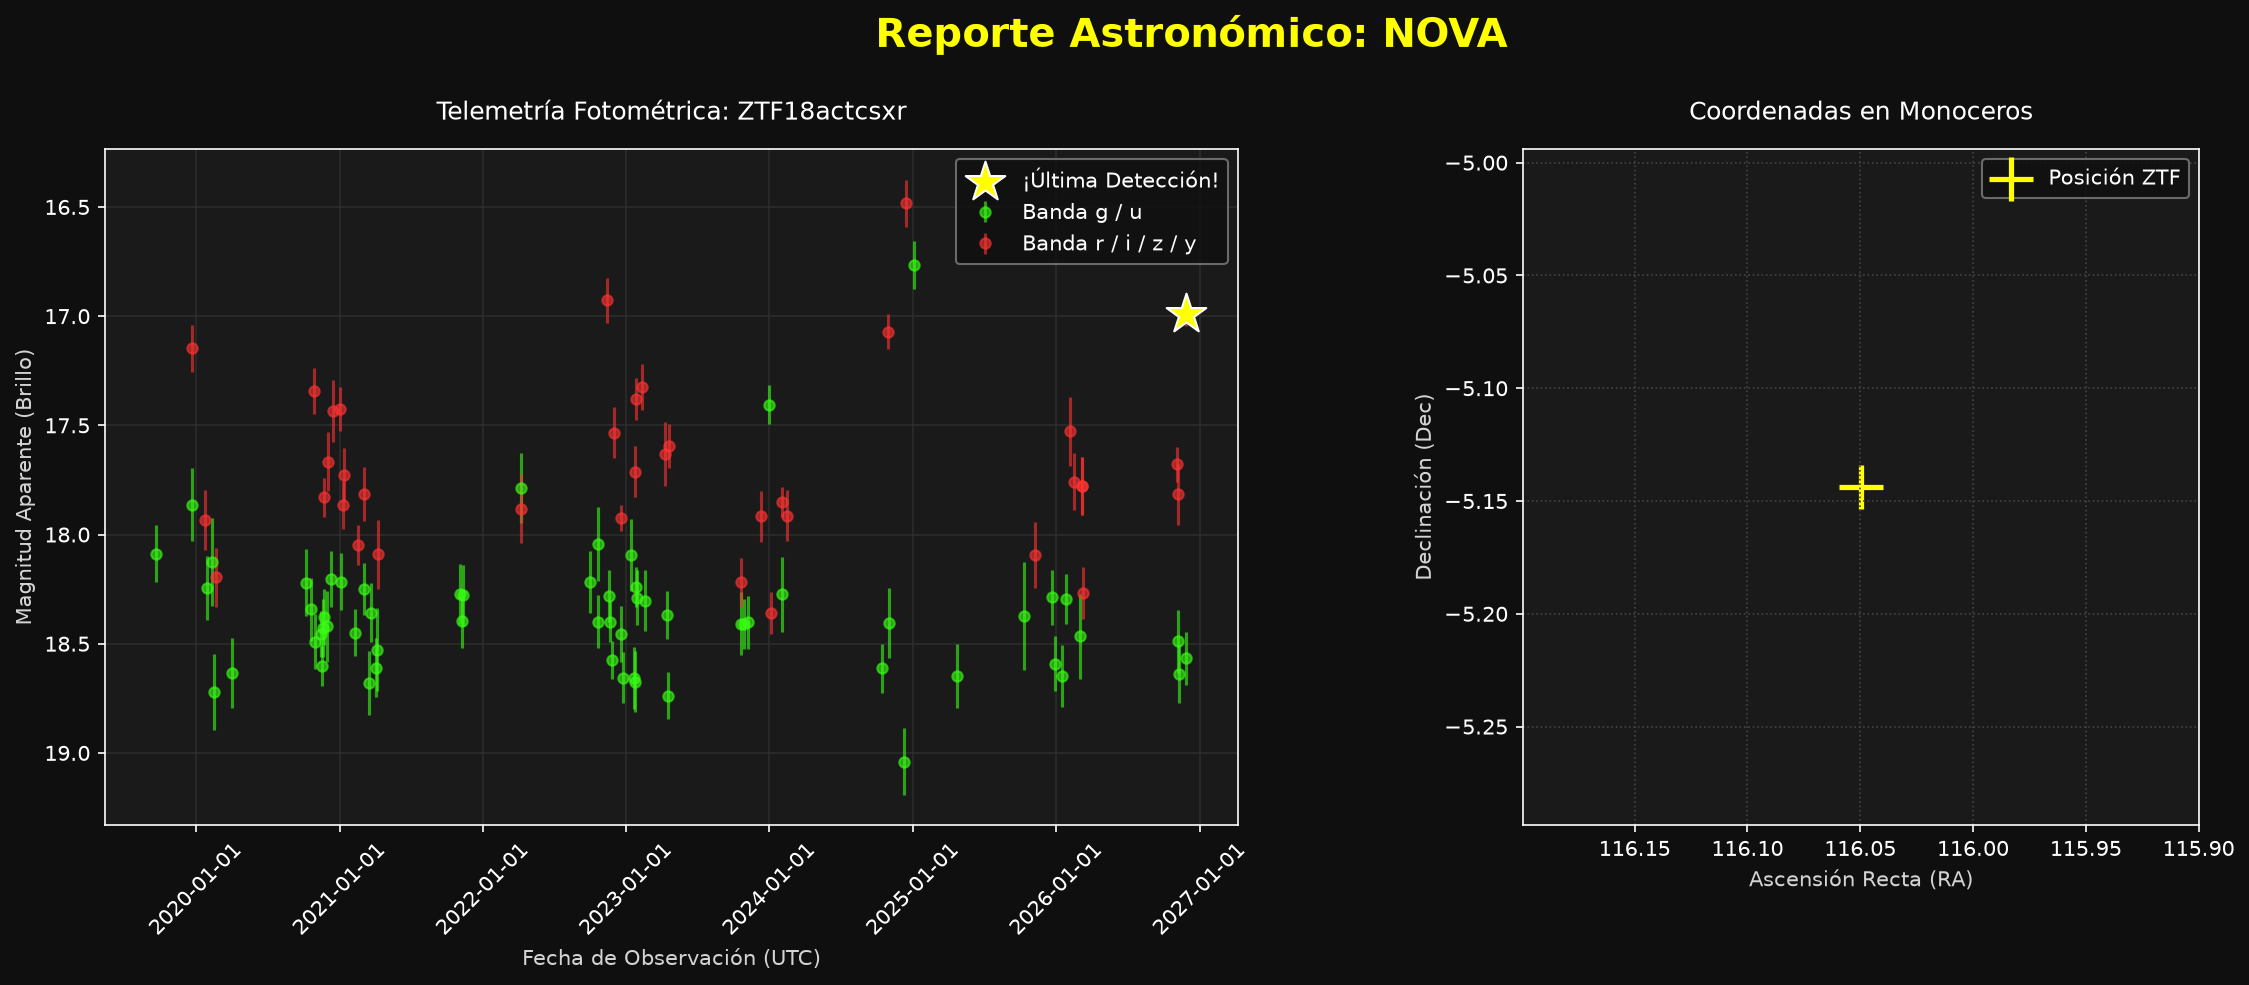 Reporte Astronómico: NOVA
Telemetría Fotométrica: ZTF18actcsxr
Magnitud Aparente (Brillo)
16.5
17.0
17.5
18.0
18.5
19.0
¡Última Detección!
Banda g / u
Banda r / i / z / y
2020-01-01
2021-01-01
2022-01-01
2023-01-01
2024-01-01
2025-01-01
2026-01-01
2027-01-01
Fecha de Observación (UTC)
Coordenadas en Monoceros
Declinación (Dec)
−5.00
−5.05
−5.10
−5.15
−5.20
−5.25
Posición ZTF
116.15
116.10
116.05
116.00
115.95
115.90
Ascensión Recta (RA)